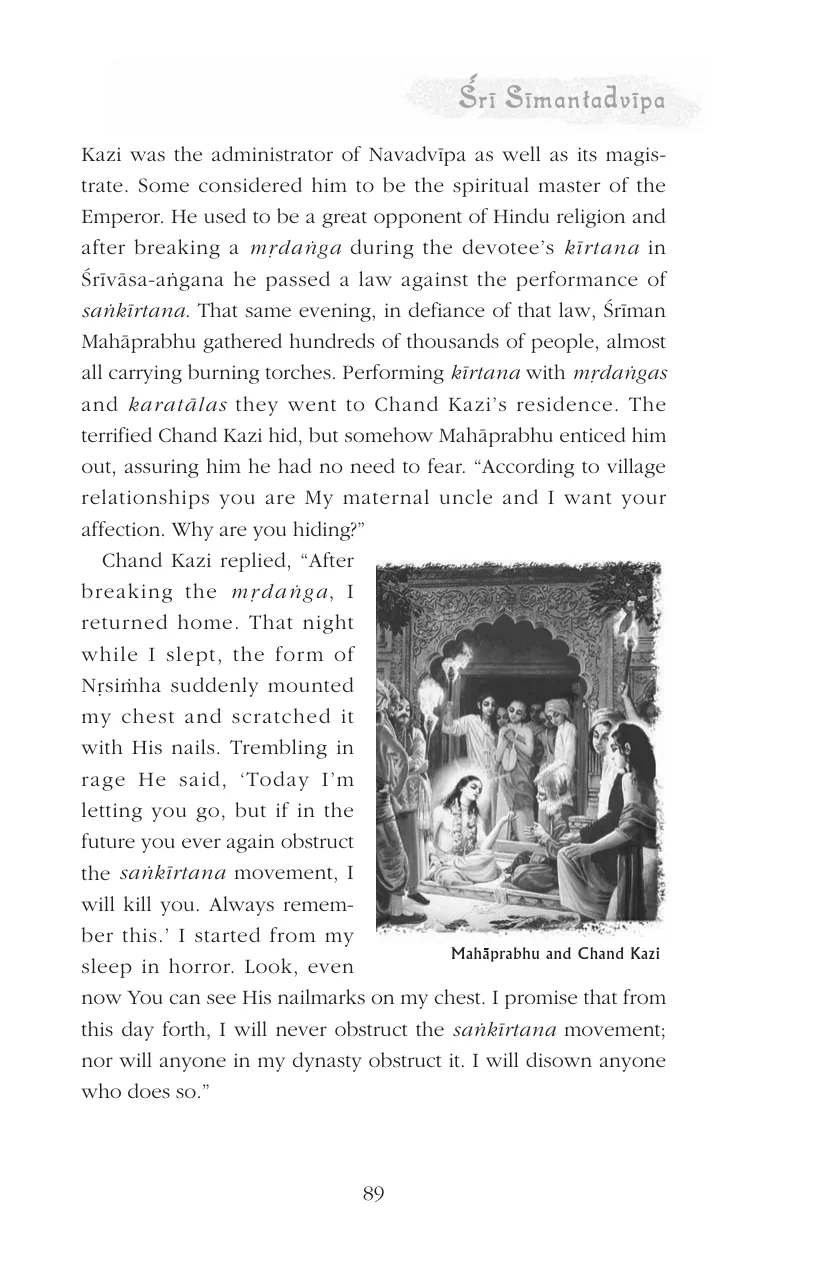 Śrī Sīmantadvīpa
Kazi was the administrator of Navadvīpa as well as its magis-
trate. Some considered him to be the spiritual master of the
Emperor. He used to be a great opponent of Hindu religion and
after breaking a mṛdaṅga during the devotee’s kīrtana in
Śrīvāsa-aṅgana he passed a law against the performance of
saṅkīrtana. That same evening, in defiance of that law, Śrīman
Mahāprabhu gathered hundreds of thousands of people, almost
all carrying burning torches. Performing kīrtana with mṛdaṅgas
and karatālas they went to Chand Kazi’s residence. The
terrified Chand Kazi hid, but somehow Mahāprabhu enticed him
out, assuring him he had no need to fear. “According to village
relationships you are My maternal uncle and I want your
affection. Why are you hiding?”
Chand Kazi replied, “After
breaking the mṛdaṅga, I
returned home. That night
while I slept, the form of
Nṛsiṁha suddenly mounted
my chest and scratched it
with His nails. Trembling in
rage He said, ‘Today I’m
letting you go, but if in the
future you ever again obstruct
the saṅkīrtana movement, I
will kill you. Always remem-
ber this.’ I started from my
sleep in horror. Look, even
now You can see His nailmarks on my chest. I promise that from
this day forth, I will never obstruct the saṅkīrtana movement;
nor will anyone in my dynasty obstruct it. I will disown anyone
who does so.”
Mahāprabhu and Chand Kazi
89